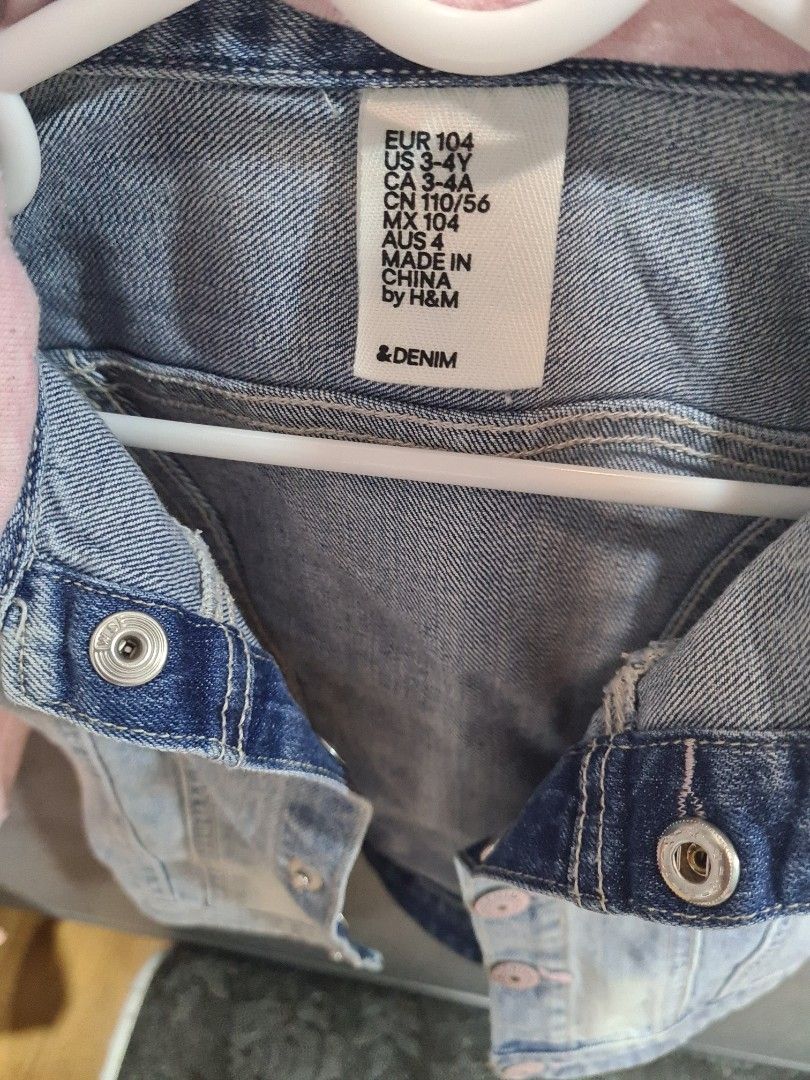 EUR 104
US 3-4Y
CA 3-4A
CN 110/56
MX 104
AUS 4
MADE IN
CHINA
by H&M
&DENIM